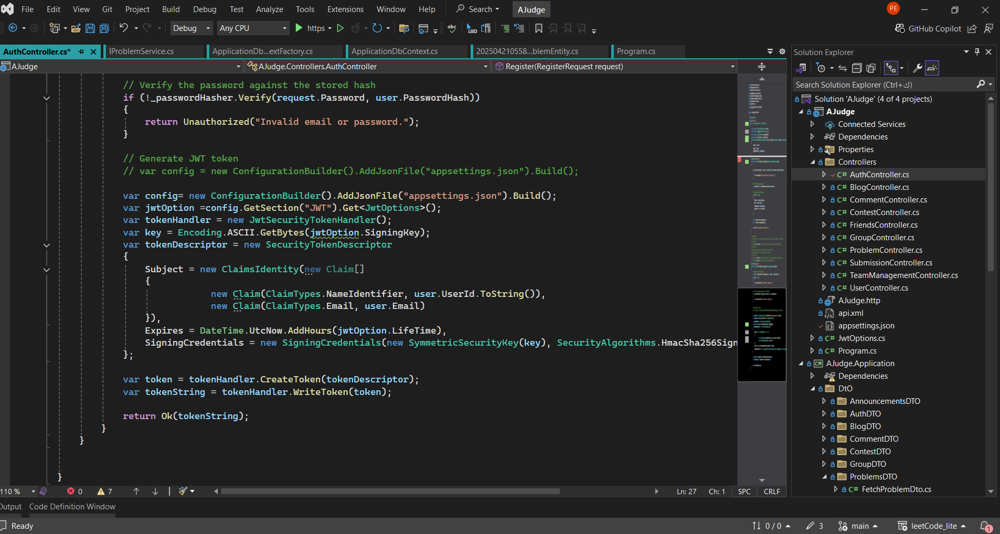 File Edit View Git Project Build Debug Test Analyze Tools Extensions Window Help Search AJudge PE
Debug Any CPU https abc GitHub Copilot
AuthController.cs* IProblemService.cs ApplicationDb...extFactory.cs ApplicationDbContext.cs 202504210558...blemEntity.cs Program.cs
AJudge AJudge.Controllers.AuthController Register(RegisterRequest request)
// Verify the password against the stored hash
if (!_passwordHasher.Verify(request.Password, user.PasswordHash))
{
return Unauthorized("Invalid email or password.");
}
// Generate JWT token
// var config = new ConfigurationBuilder().AddJsonFile("appsettings.json").Build();
var config= new ConfigurationBuilder().AddJsonFile("appsettings.json").Build();
var jwtOption =config.GetSection("JWT").Get<JwtOptions>();
var tokenHandler = new JwtSecurityTokenHandler();
var key = Encoding.ASCII.GetBytes(jwtOption.SigningKey);
var tokenDescriptor = new SecurityTokenDescriptor
{
Subject = new ClaimsIdentity(new Claim[]
{
new Claim(ClaimTypes.NameIdentifier, user.UserId.ToString()),
new Claim(ClaimTypes.Email, user.Email)
}),
Expires = DateTime.UtcNow.AddHours(jwtOption.LifeTime),
SigningCredentials = new SigningCredentials(new SymmetricSecurityKey(key), SecurityAlgorithms.HmacSha256Sign
};
var token = tokenHandler.CreateToken(tokenDescriptor);
var tokenString = tokenHandler.WriteToken(token);
return Ok(tokenString);
}
}
}
110 % 0 7 Ln: 27 Ch: 1 SPC CRLF
Output Code Definition Window
Solution Explorer
Search Solution Explorer (Ctrl+ك)
Solution 'AJudge' (4 of 4 projects)
AJudge
Connected Services
Dependencies
Properties
Controllers
C# AuthController.cs
C# BlogController.cs
C# CommentController.cs
C# ContestController.cs
C# FriendsController.cs
C# GroupController.cs
C# ProblemController.cs
C# SubmissionController.cs
C# TeamManagementController.cs
C# UserController.cs
AJudge.http
api.xml
appsettings.json
C# JwtOptions.cs
C# Program.cs
C# AJudge.Application
Dependencies
DtO
AnnouncementsDTO
AuthDTO
BlogDTO
CommentDTO
ContestDTO
GroupDTO
ProblemsDTO
C# FetchProblemDto.cs
Ready 0 / 0 3 main leetCode_lite 1